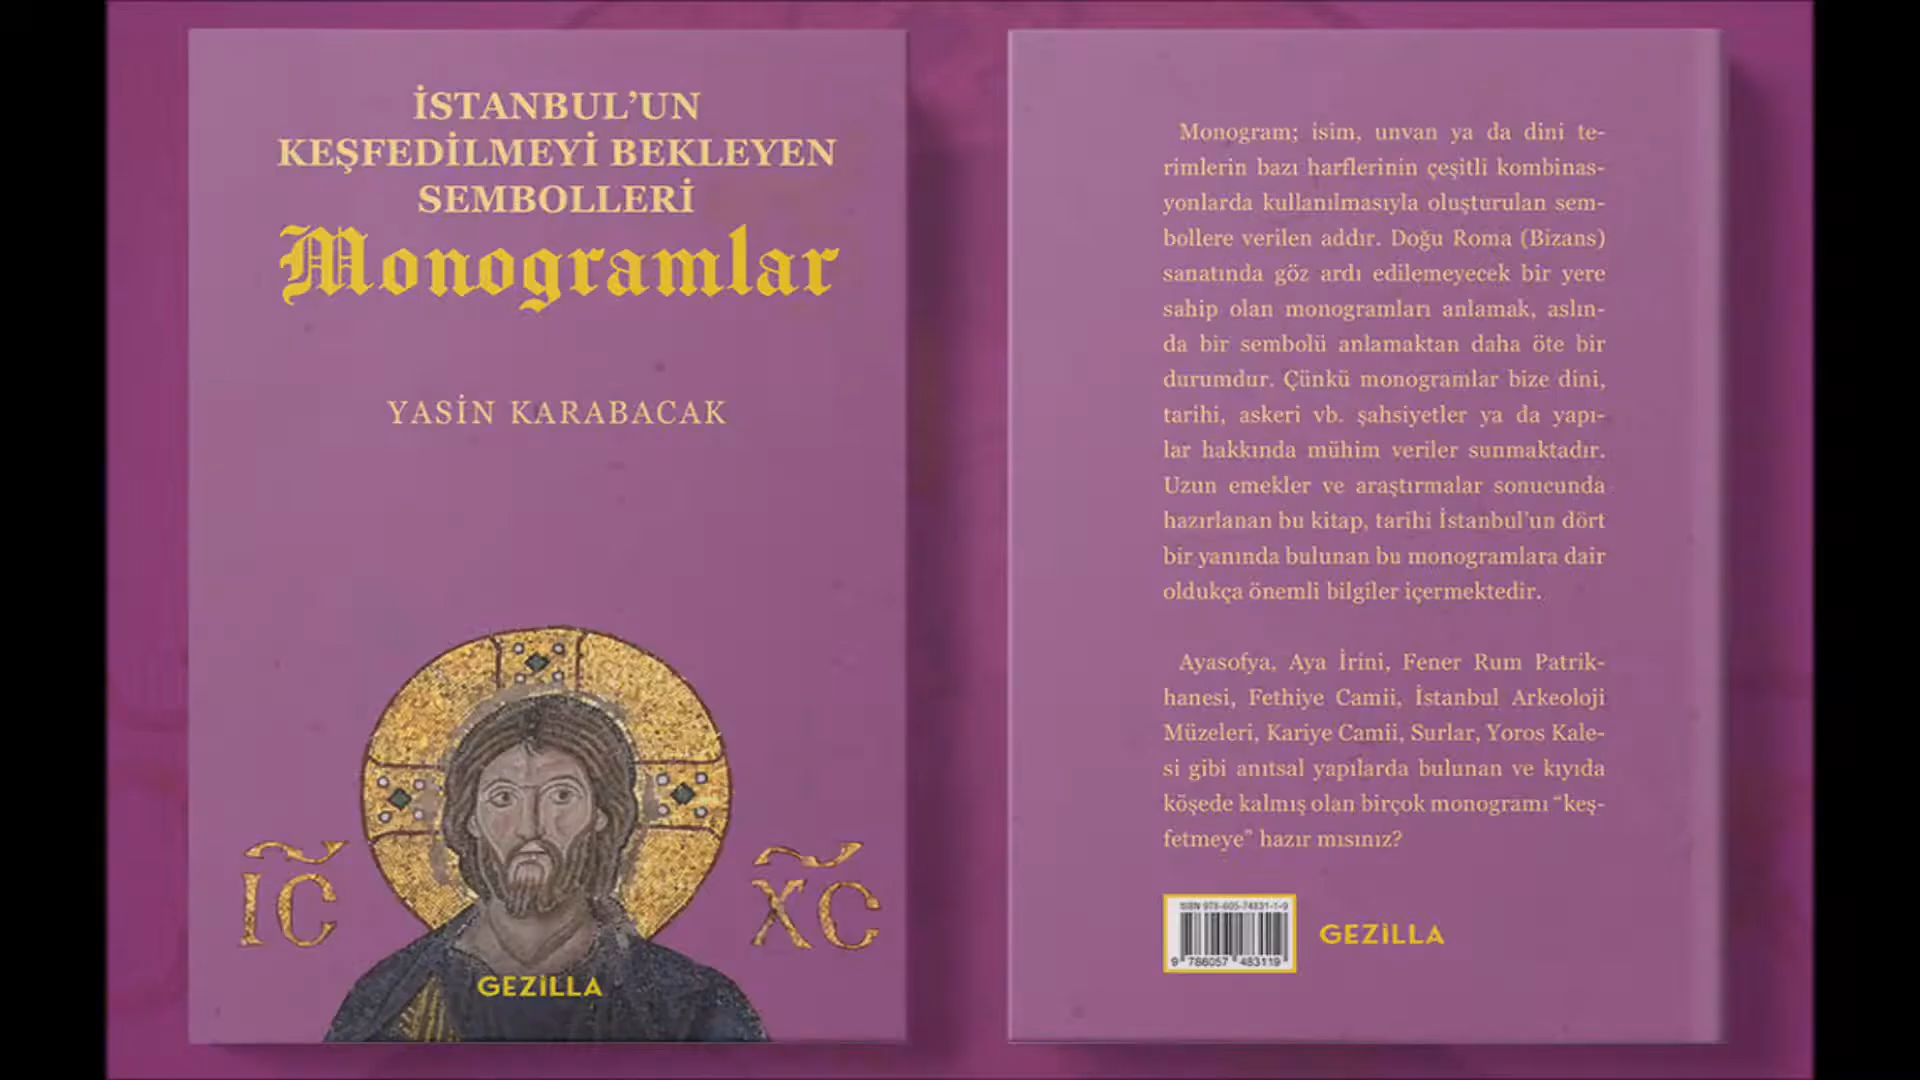 İSTANBUL’UN
KEŞFEDİLMEYİ BEKLEYEN
SEMBOLLERİ
Monogramlar
YASİN KARABACAK
IC
XC
GEZİLLA
Monogram; isim, unvan ya da dini te-
rimlerin bazı harflerinin çeşitli kombinas-
yonlarda kullanılmasıyla oluşturulan sem-
bollere verilen addır. Doğu Roma (Bizans)
sanatında göz ardı edilemeyecek bir yere
sahip olan monogramları anlamak, aslın-
da bir sembolü anlamaktan daha öte bir
durumdur. Çünkü monogramlar bize dini,
tarihi, askeri vb. şahsiyetler ya da yapı-
lar hakkında mühim veriler sunmaktadır.
Uzun emekler ve araştırmalar sonucunda
hazırlanan bu kitap, tarihi İstanbul’un dört
bir yanında bulunan bu monogramlara dair
oldukça önemli bilgiler içermektedir.
Ayasofya, Aya İrini, Fener Rum Patrik-
hanesi, Fethiye Camii, İstanbul Arkeoloji
Müzeleri, Kariye Camii, Surlar, Yoros Kale-
si gibi anıtsal yapılarda bulunan ve kıyıda
köşede kalmış olan birçok monogramı “keş-
fetmeye” hazır mısınız?
ISBN 978-605-74831-1-9
9 786057 483119
GEZİLLA